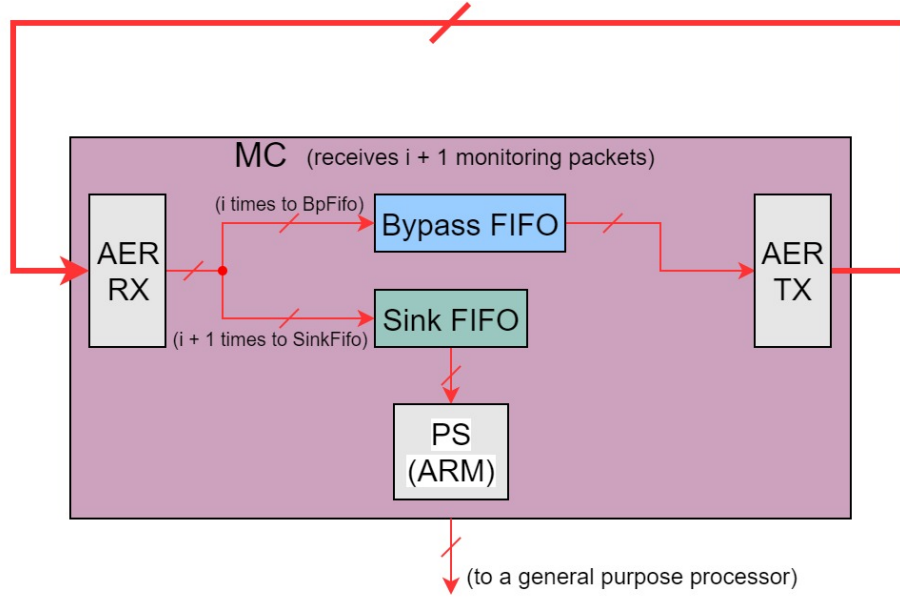 MC (receives i + 1 monitoring packets)
(i times to BpFifo)
AER
RX
Bypass FIFO
AER
TX
Sink FIFO
(i + 1 times to SinkFifo)
PS
(ARM)
(to a general purpose processor)